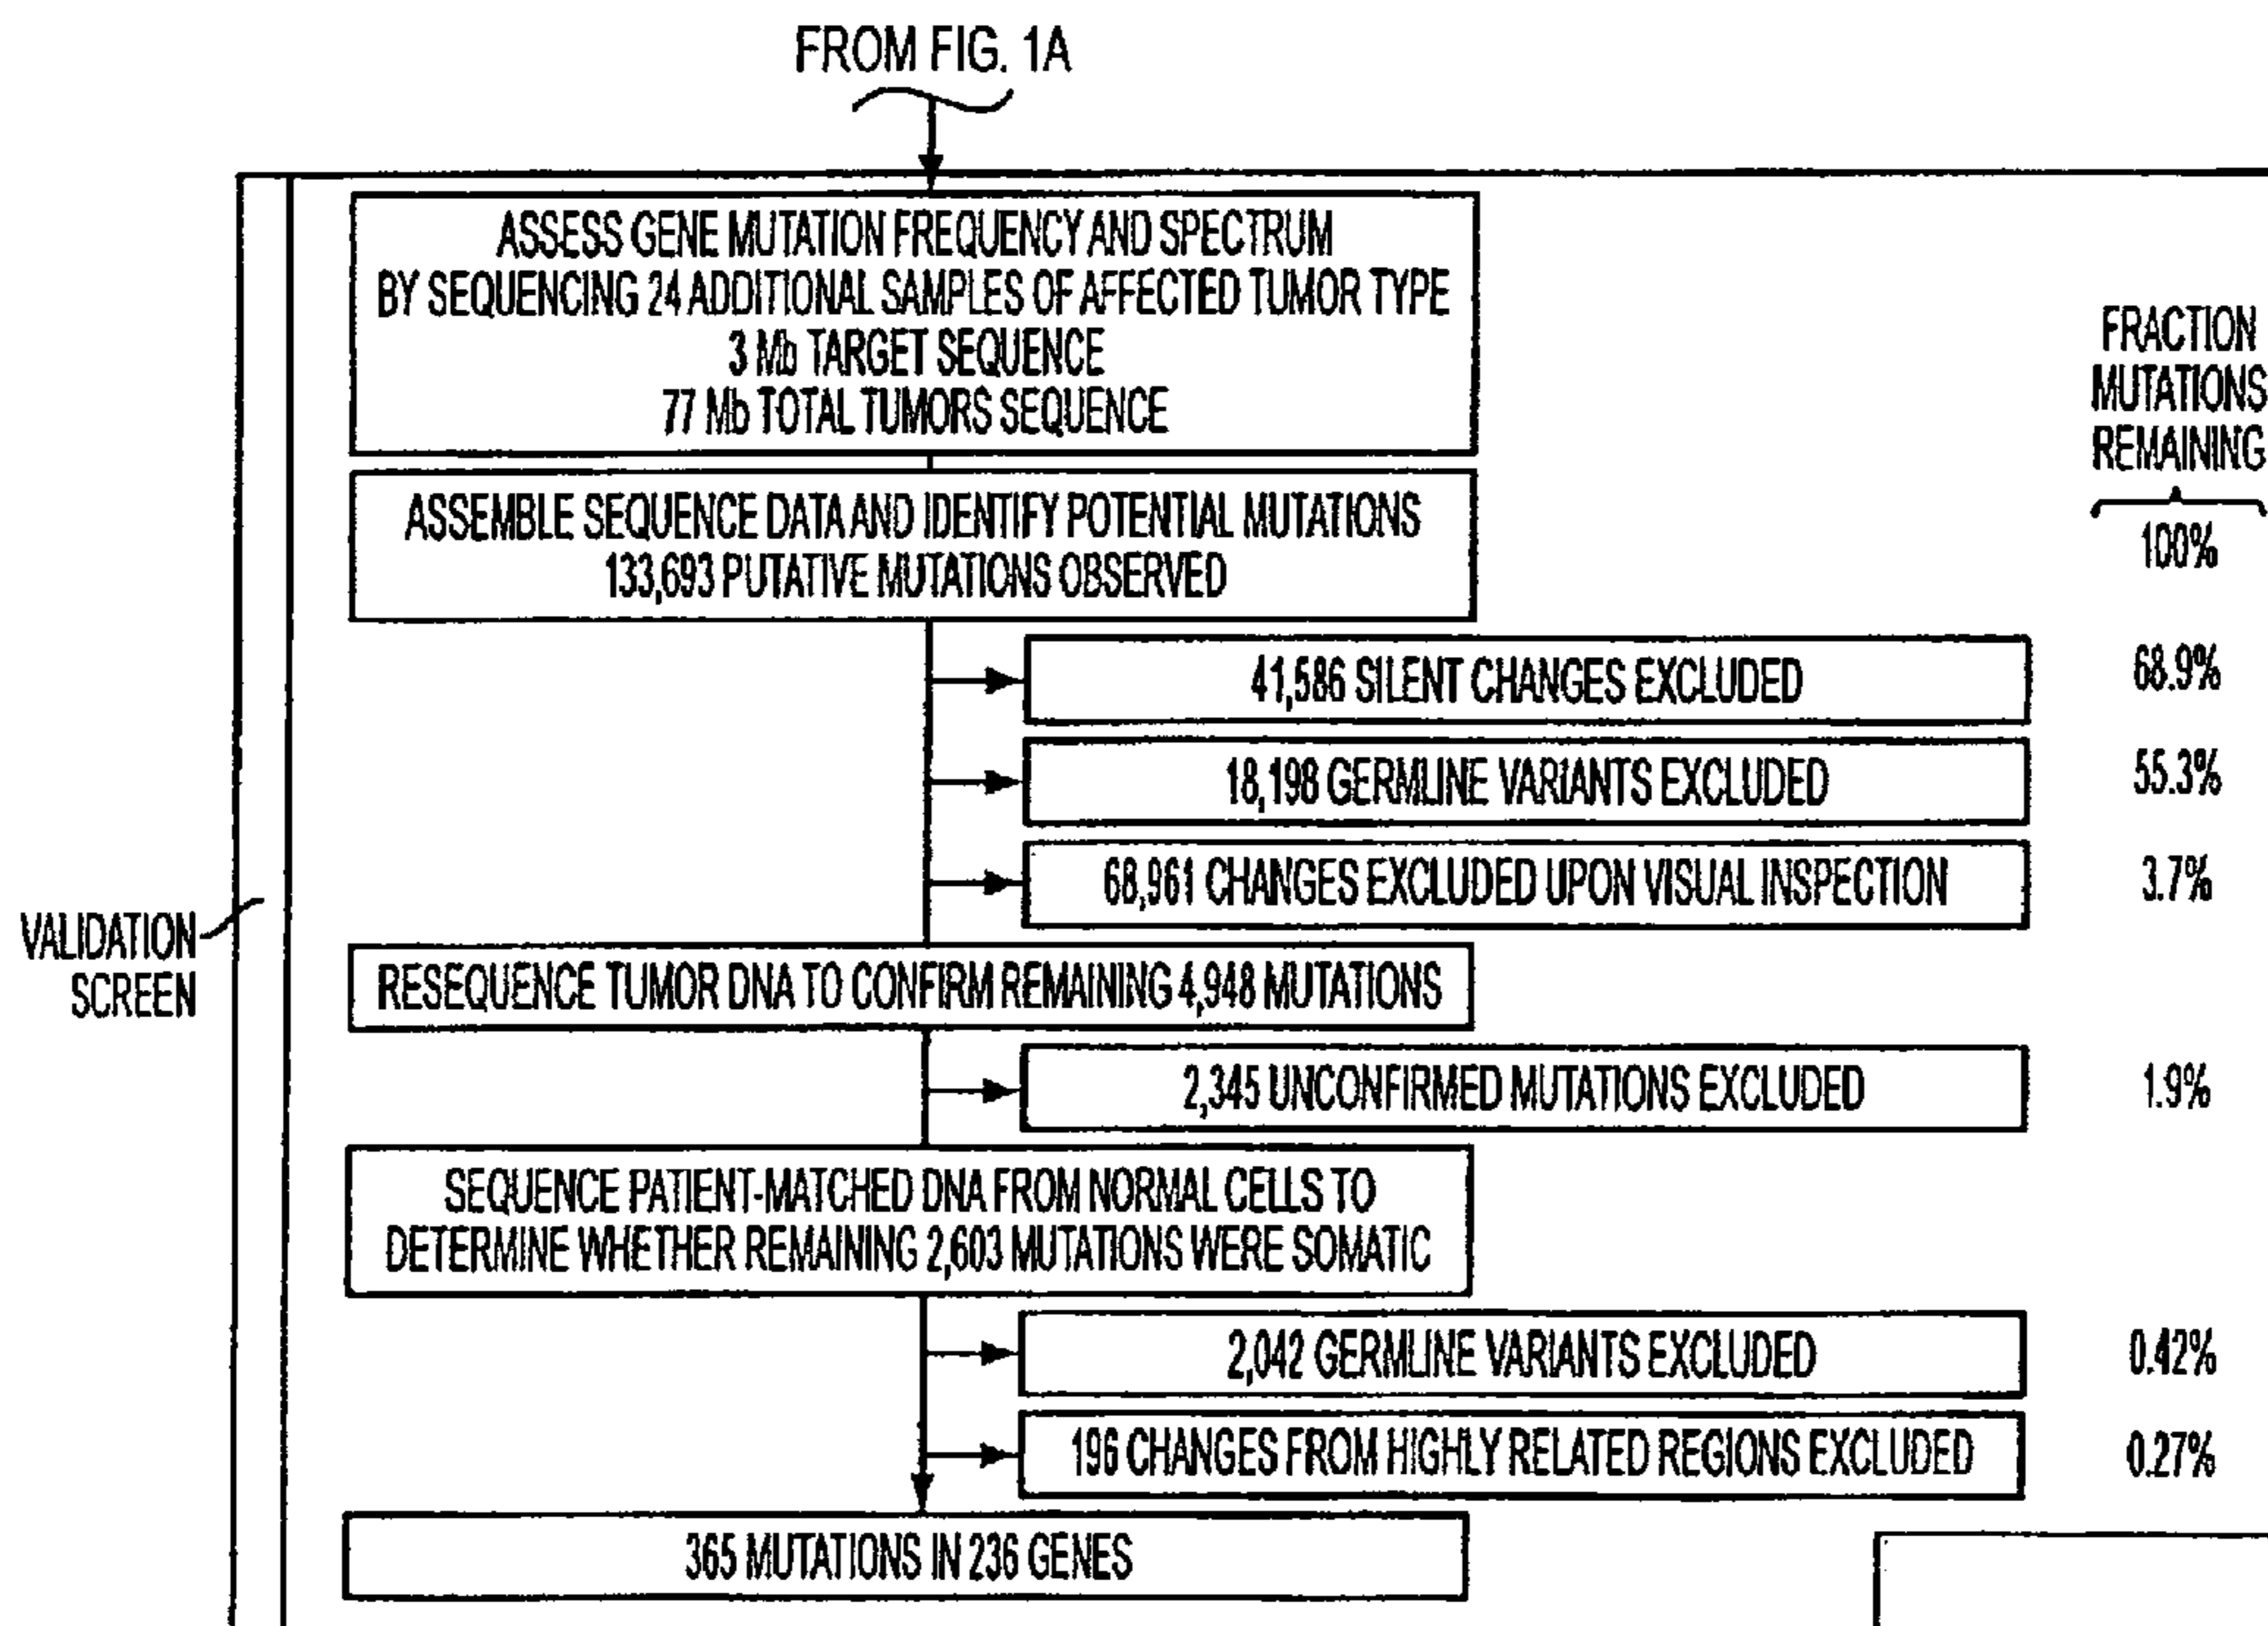 FROM FIG. 1A
ASSESS GENE MUTATION FREQUENCY AND SPECTRUM
BY SEQUENCING 24 ADDITIONAL SAMPLES OF AFFECTED TUMOR TYPE
3 Mb TARGET SEQUENCE
77 Mb TOTAL TUMORS SEQUENCE
FRACTION
MUTATIONS
REMAINING
ASSEMBLE SEQUENCE DATA AND IDENTIFY POTENTIAL MUTATIONS
133,693 PUTATIVE MUTATIONS OBSERVED
100%
41,586 SILENT CHANGES EXCLUDED
68.9%
18,198 GERMLINE VARIANTS EXCLUDED
55.3%
68,961 CHANGES EXCLUDED UPON VISUAL INSPECTION
3.7%
VALIDATION
SCREEN
RESEQUENCE TUMOR DNA TO CONFIRM REMAINING 4,948 MUTATIONS
2,345 UNCONFIRMED MUTATIONS EXCLUDED
1.9%
SEQUENCE PATIENT-MATCHED DNA FROM NORMAL CELLS TO
DETERMINE WHETHER REMAINING 2,603 MUTATIONS WERE SOMATIC
2,042 GERMLINE VARIANTS EXCLUDED
0.42%
196 CHANGES FROM HIGHLY RELATED REGIONS EXCLUDED
0.27%
365 MUTATIONS IN 236 GENES